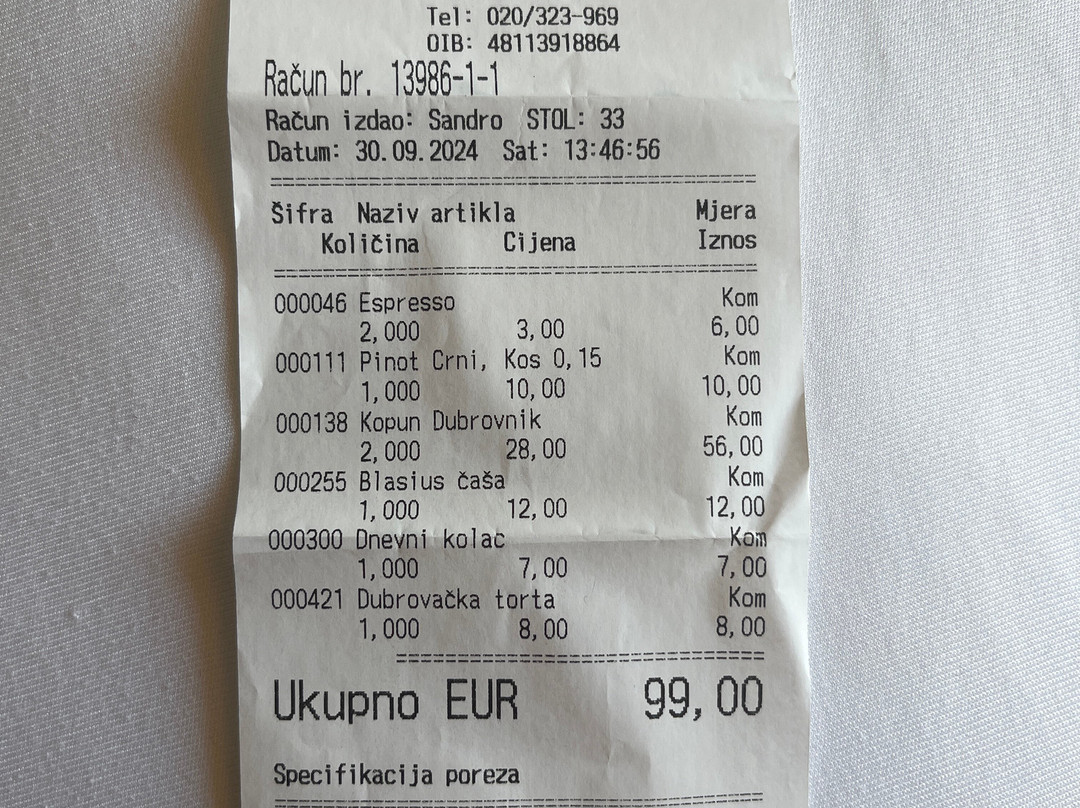 Tel: 020/323-969
OIB: 48113918864
Račun br. 13986-1-1
Račun izdao: Sandro STOL: 33
Datum: 30.09.2024 Sat: 13:46:56
Šifra Naziv artikla Mjera
Količina Cijena Iznos
000046 Espresso Kom
2,000 3,00 6,00
000111 Pinot Crni, Kos 0,15 Kom
1,000 10,00 10,00
000138 Kopun Dubrovnik Kom
2,000 28,00 56,00
000255 Blasius čaša Kom
1,000 12,00 12,00
000300 Dnevni kolač Kom
1,000 7,00 7,00
000421 Dubrovačka torta Kom
1,000 8,00 8,00
Ukupno EUR 99,00
Specifikacija poreza